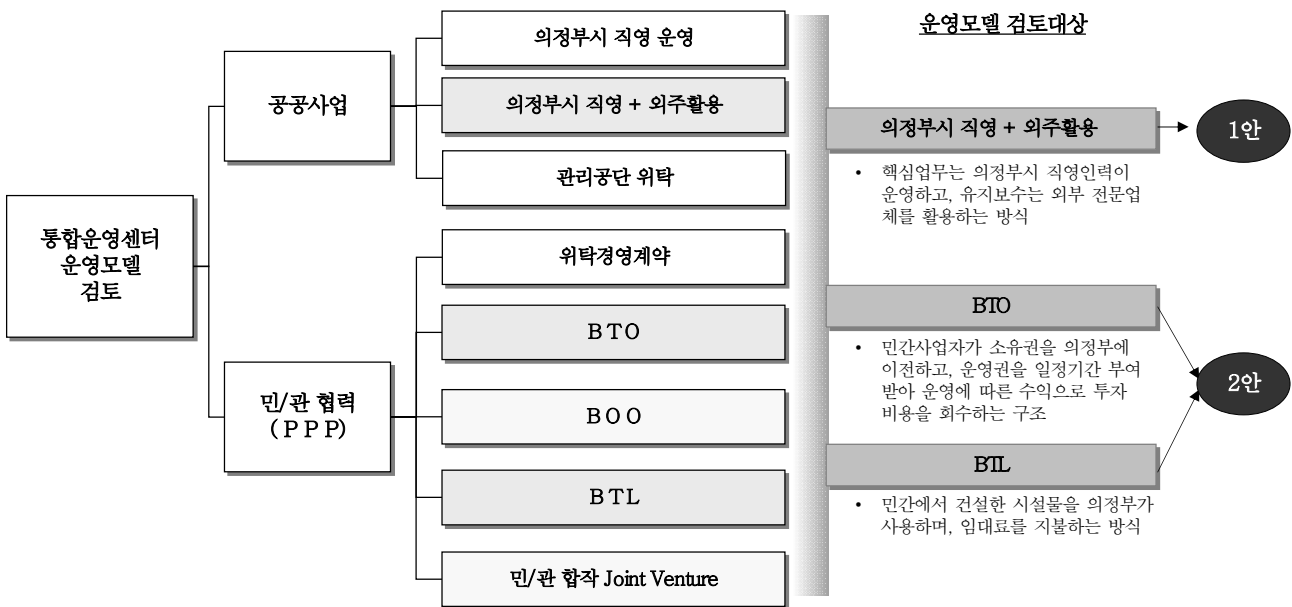 통합운영센터
운영모델
검토
공공사업
의정부시 직영 운영
의정부시 직영 + 외주활용
관리공단 위탁
민/관 협력
(PPP)
위탁경영계약
BTO
BOO
BTL
민/관 합작 Joint Venture
운영모델 검토대상
의정부시 직영 + 외주활용
1안
• 핵심업무는 의정부시 직영인력이
운영하고, 유지보수는 외부 전문업
체를 활용하는 방식
BTO
• 민간사업자가 소유권을 의정부에
이전하고, 운영권을 일정기간 부여
받아 운영에 따른 수익으로 투자
비용을 회수하는 구조
2안
BTL
• 민간에서 건설한 시설물을 의정부가
사용하며, 임대료를 지불하는 방식